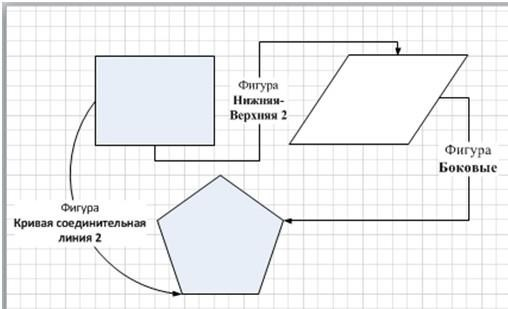 Фигура
Нижняя-
Верхняя 2
Фигура
Боковые
Фигура
Кривая соединительная
линия 2